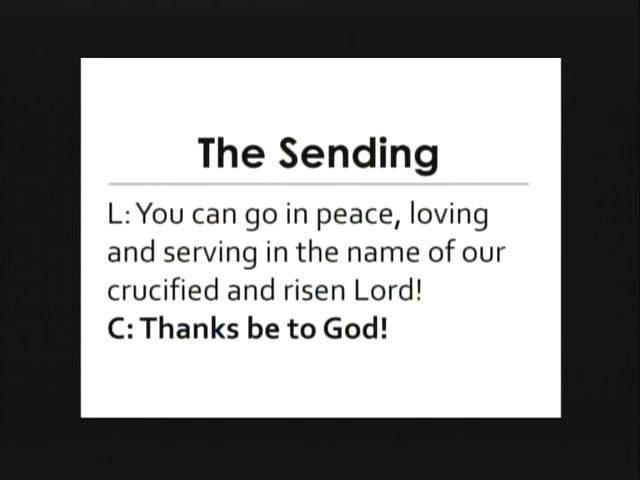 The Sending
L: You can go in peace, loving
and serving in the name of our
crucified and risen Lord!
C: Thanks be to God!